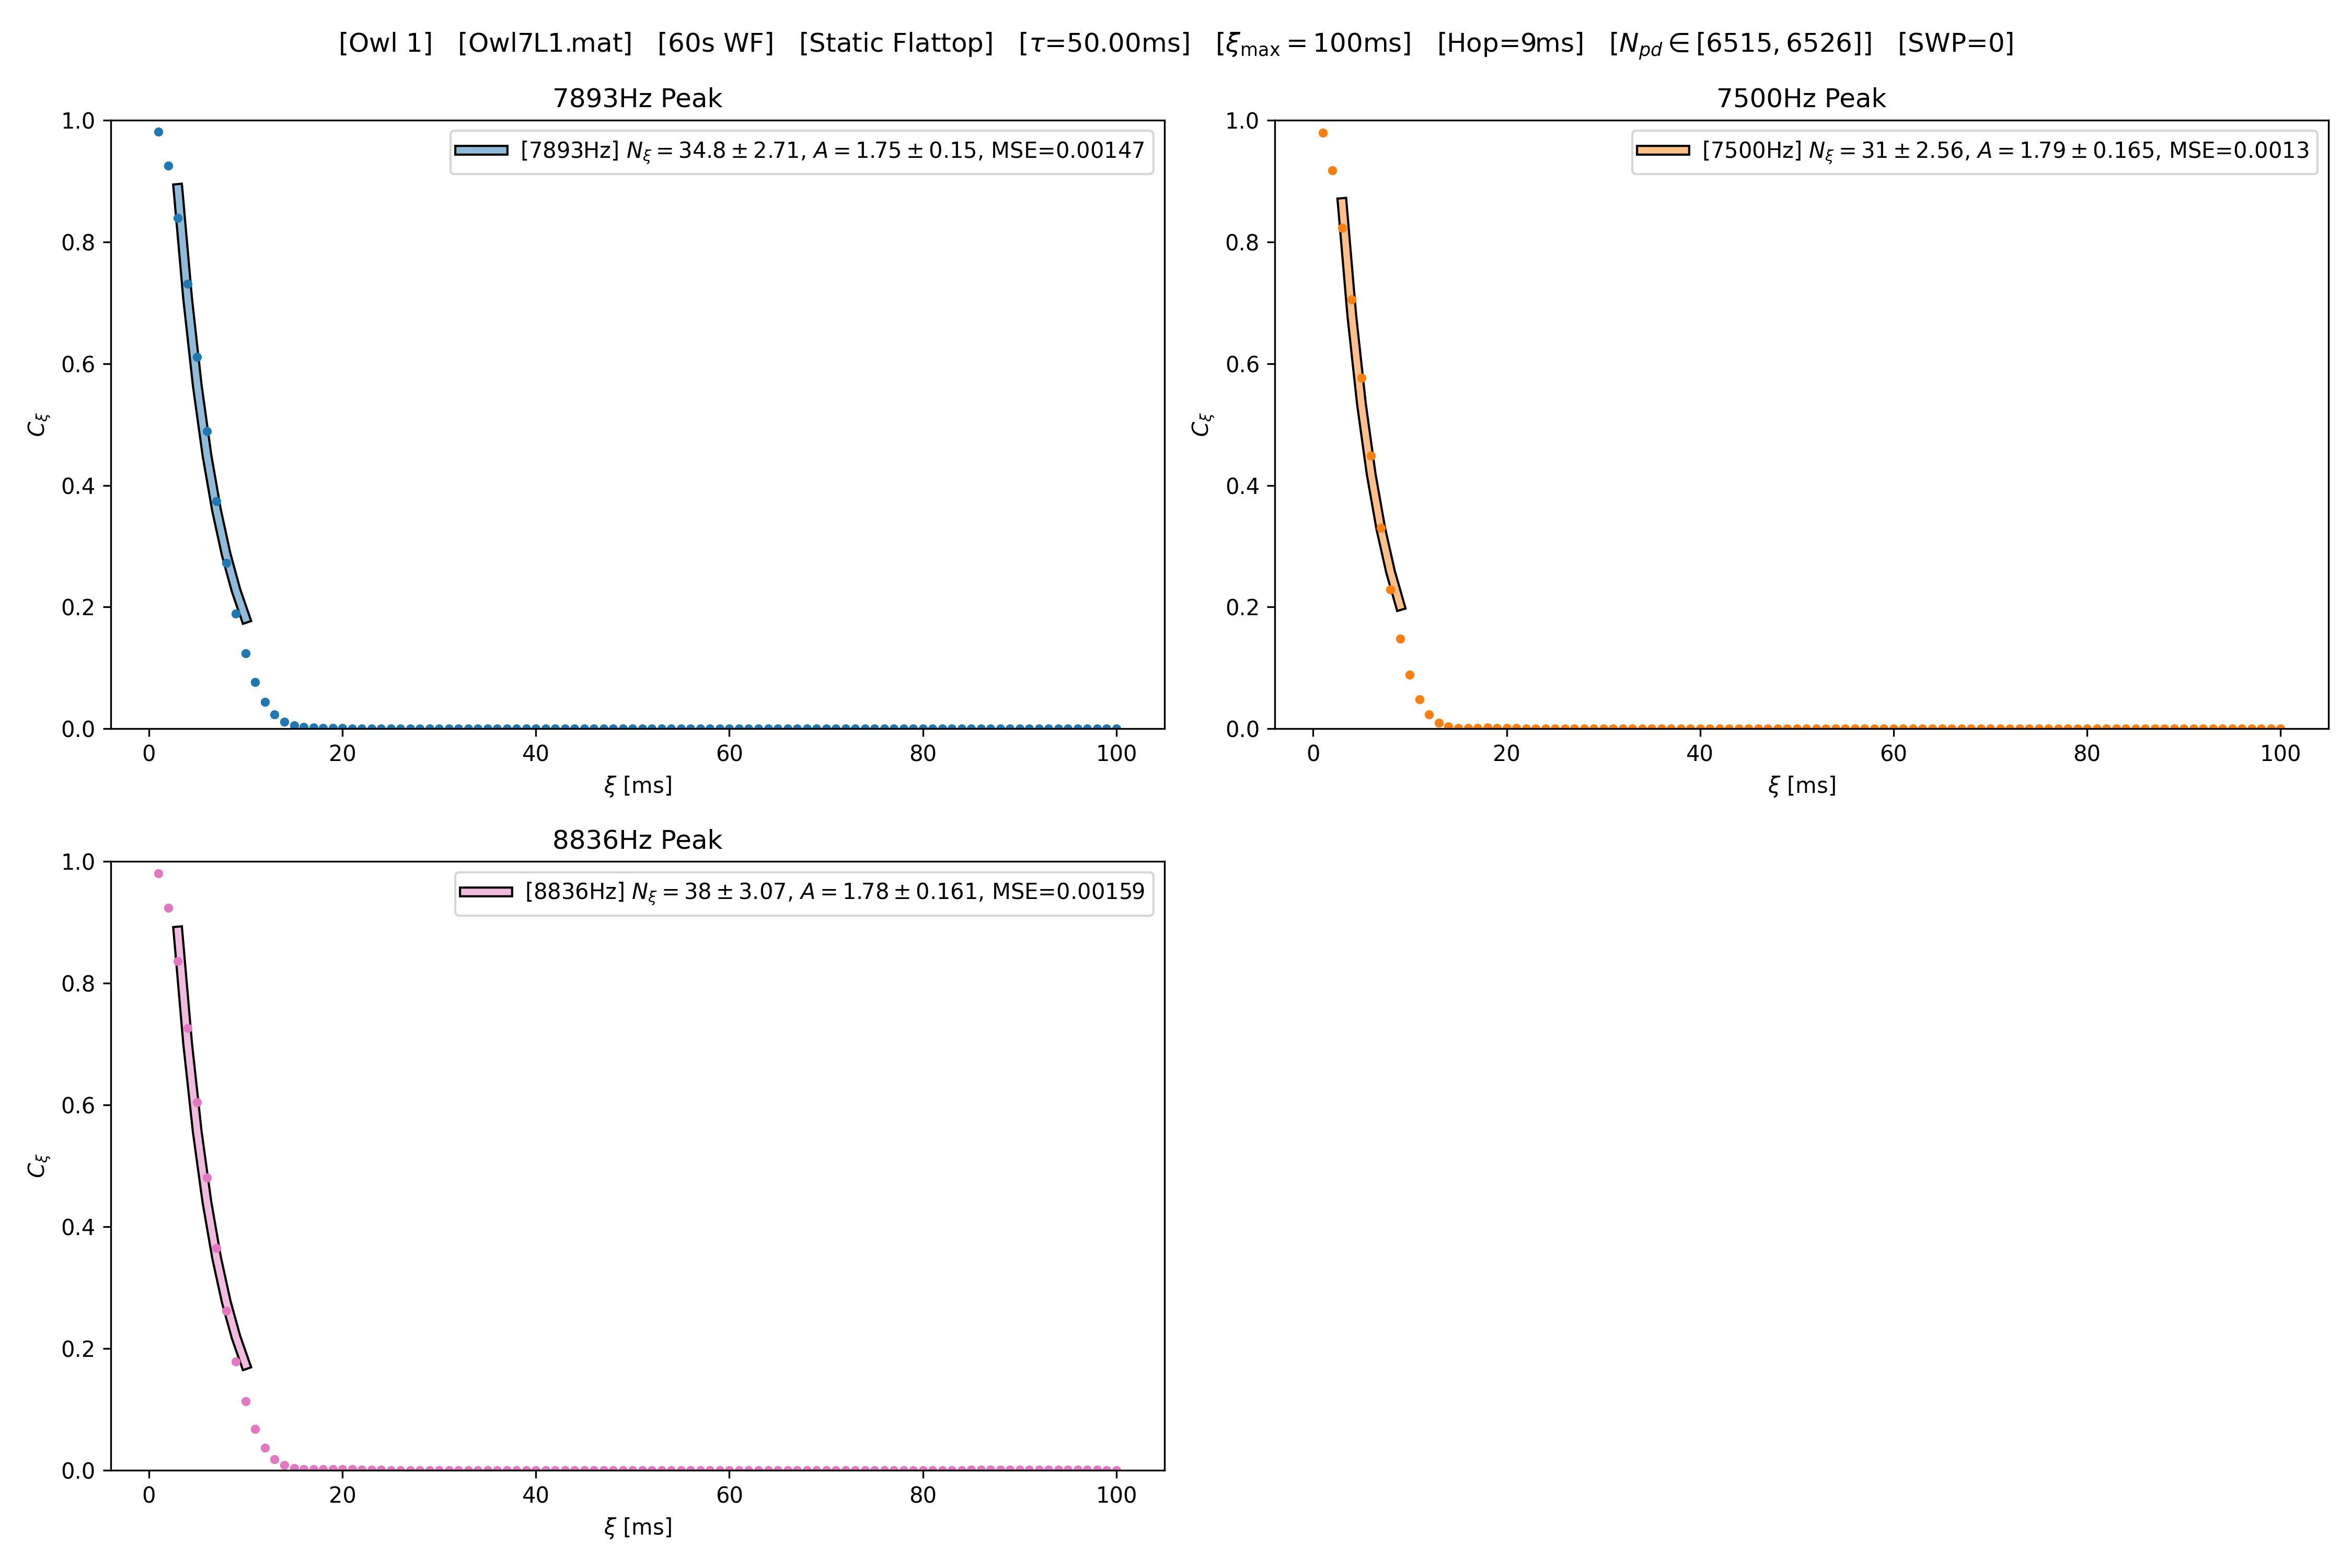 [Owl 1] [Owl7L1.mat] [60s WF] [Static Flattop] [τ=50.00ms] [ξmax = 100ms] [Hop=9ms] [Npd ∈ [6515, 6526]] [SWP=0]
7893Hz Peak
[7893Hz] Nξ = 34.8 ± 2.71, A = 1.75 ± 0.15, MSE=0.00147
1.0
0.8
0.6
0.4
0.2
0.0
Cξ
0 20 40 60 80 100
ξ [ms]
7500Hz Peak
[7500Hz] Nξ = 31 ± 2.56, A = 1.79 ± 0.165, MSE=0.0013
1.0
0.8
0.6
0.4
0.2
0.0
Cξ
0 20 40 60 80 100
ξ [ms]
8836Hz Peak
[8836Hz] Nξ = 38 ± 3.07, A = 1.78 ± 0.161, MSE=0.00159
1.0
0.8
0.6
0.4
0.2
0.0
Cξ
0 20 40 60 80 100
ξ [ms]